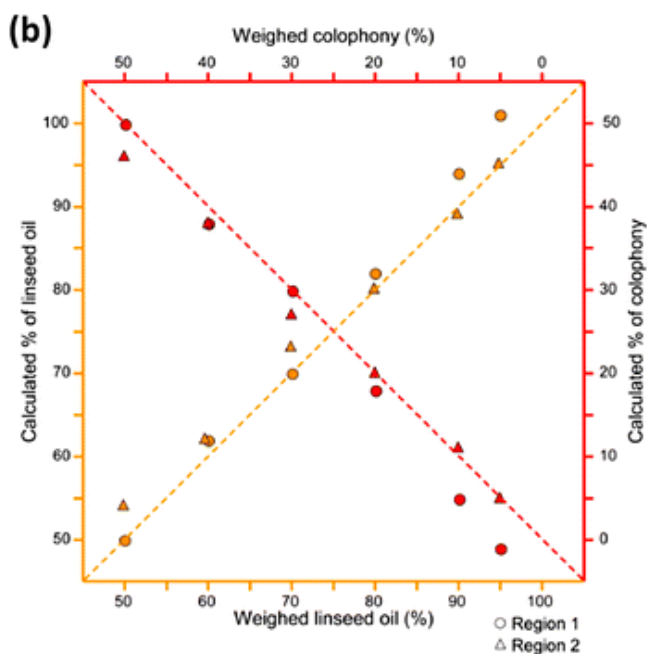 (b)
Weighed colophony (%)
50 40 30 20 10 0
Calculated % of linseed oil
100
90
80
70
60
50
50
40
30
20
10
0
Calculated % of colophony
50 60 70 80 90 100
Weighed linseed oil (%)
Region 1
Region 2